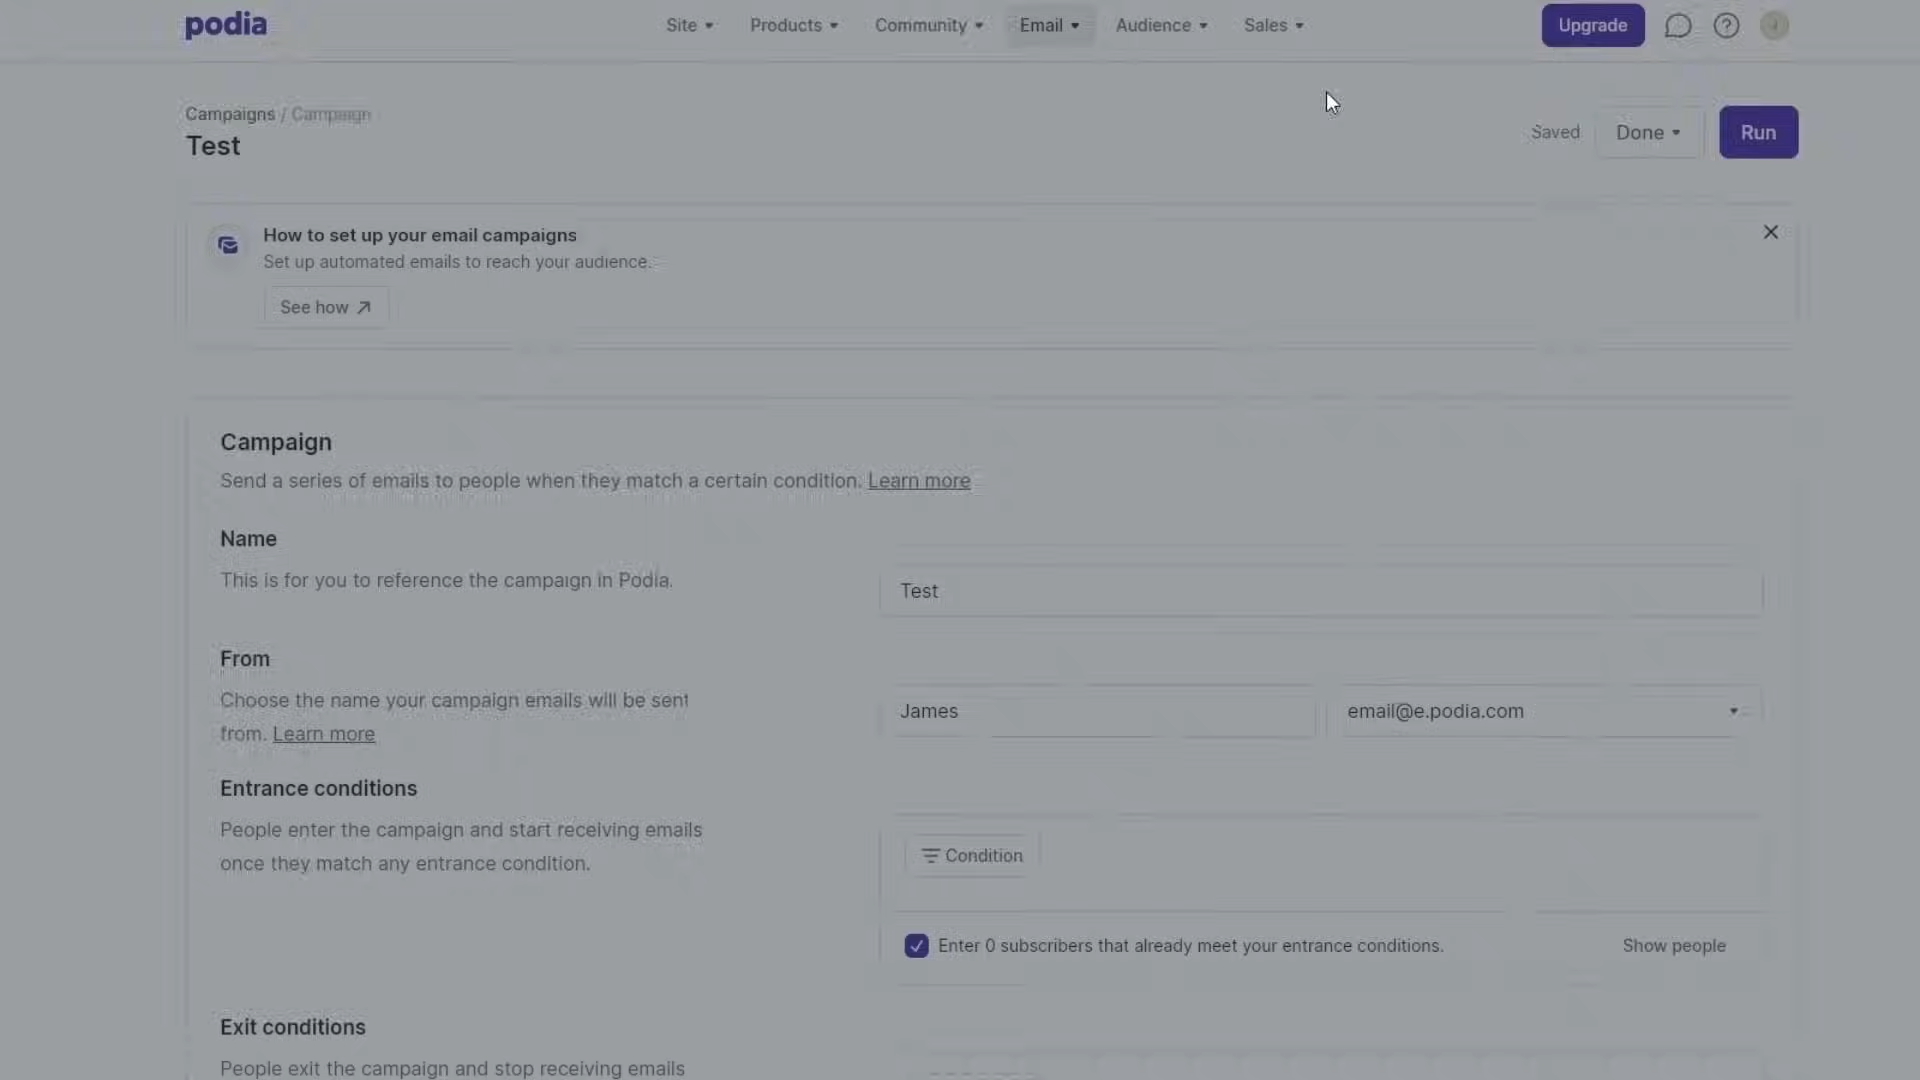 podia
Site
Products
Community
Email
Audience
Sales
Upgrade
Campaigns / Campaign
Test
Saved
Done
Run
How to set up your email campaigns
Set up automated emails to reach your audience.
See how
Campaign
Send a series of emails to people when they match a certain condition. Learn more
Name
This is for you to reference the campaign in Podia.
Test
From
Choose the name your campaign emails will be sent
from. Learn more
James
email@e.podia.com
Entrance conditions
People enter the campaign and start receiving emails
once they match any entrance condition.
Condition
Enter 0 subscribers that already meet your entrance conditions.
Show people
Exit conditions
People exit the campaign and stop receiving emails